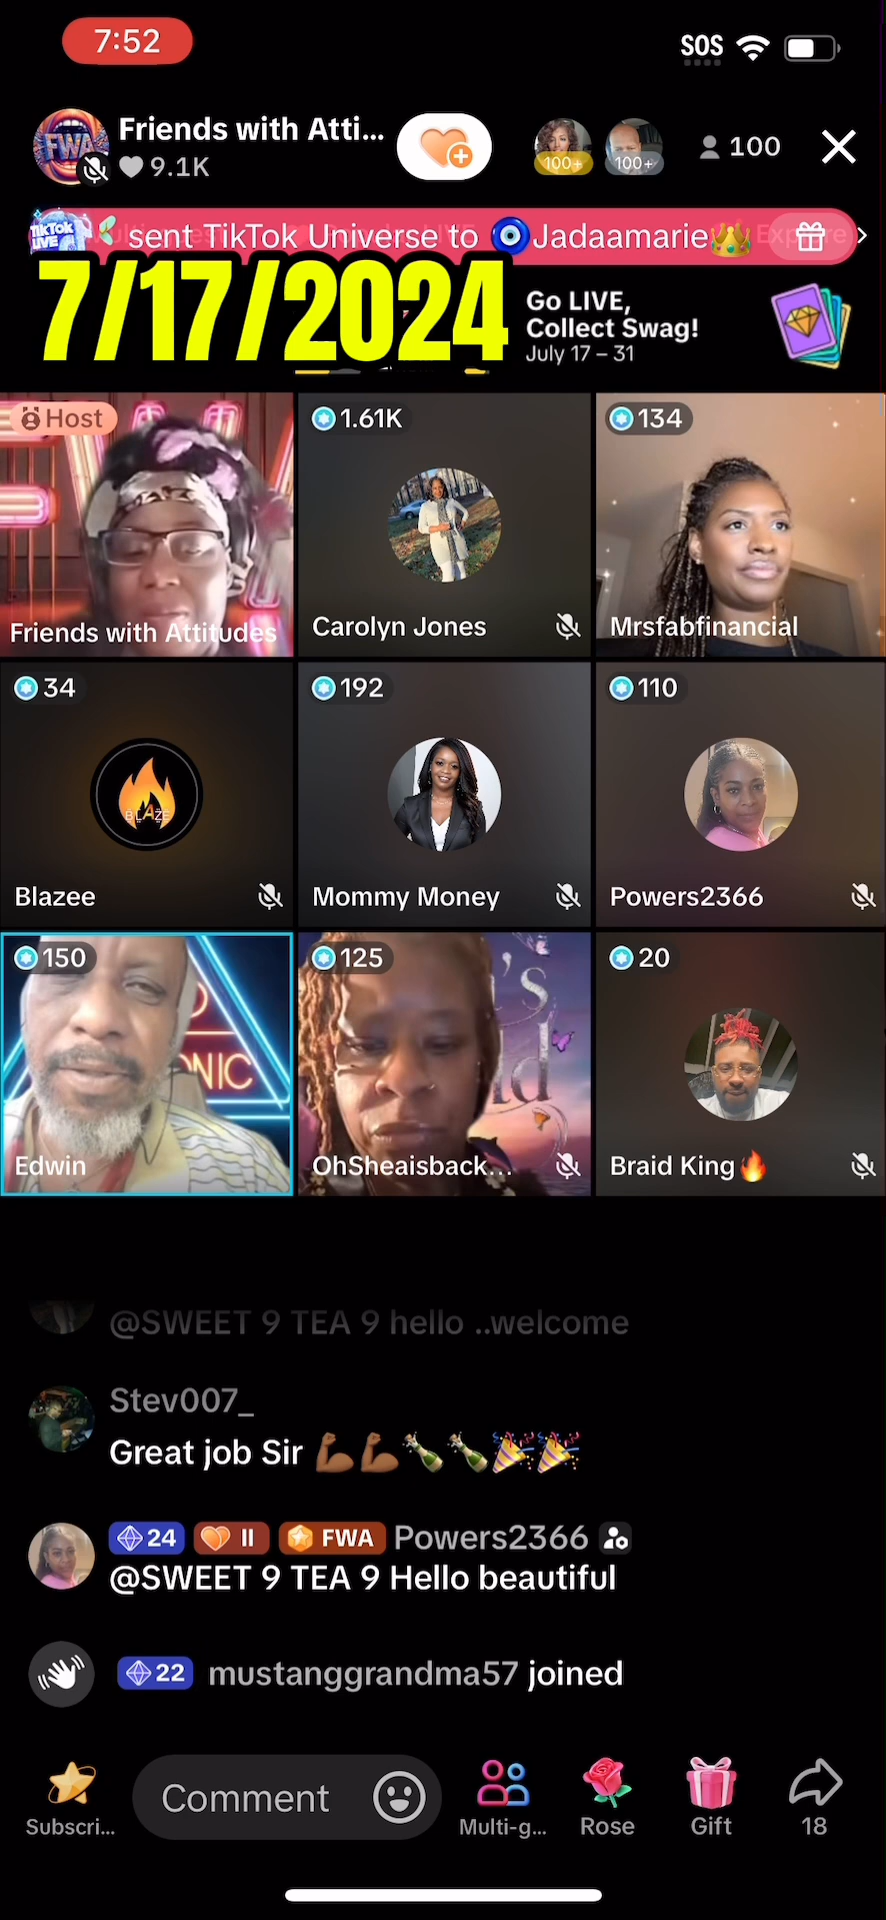 7:52
SOS
Friends with Atti...
9.1K
100+
100+
100
sent TikTok Universe to 🧿Jadaamarie👑
7/17/2024
Go LIVE,
Collect Swag!
July 17 – 31
Host
Friends with Attitudes
1.61K
Carolyn Jones
134
Mrsfabfinancial
34
BLAZE
Blazee
192
Mommy Money
110
Powers2366
150
NIC
Edwin
125
OhSheaisback...
20
Braid King🔥
@SWEET 9 TEA 9 hello ..welcome
Stev007_
Great job Sir 💪🏾💪🏾🍾🍾🎉🎉
24 II FWA Powers2366
@SWEET 9 TEA 9 Hello beautiful
22 mustanggrandma57 joined
Subscri...
Comment
Multi-g...
Rose
Gift
18